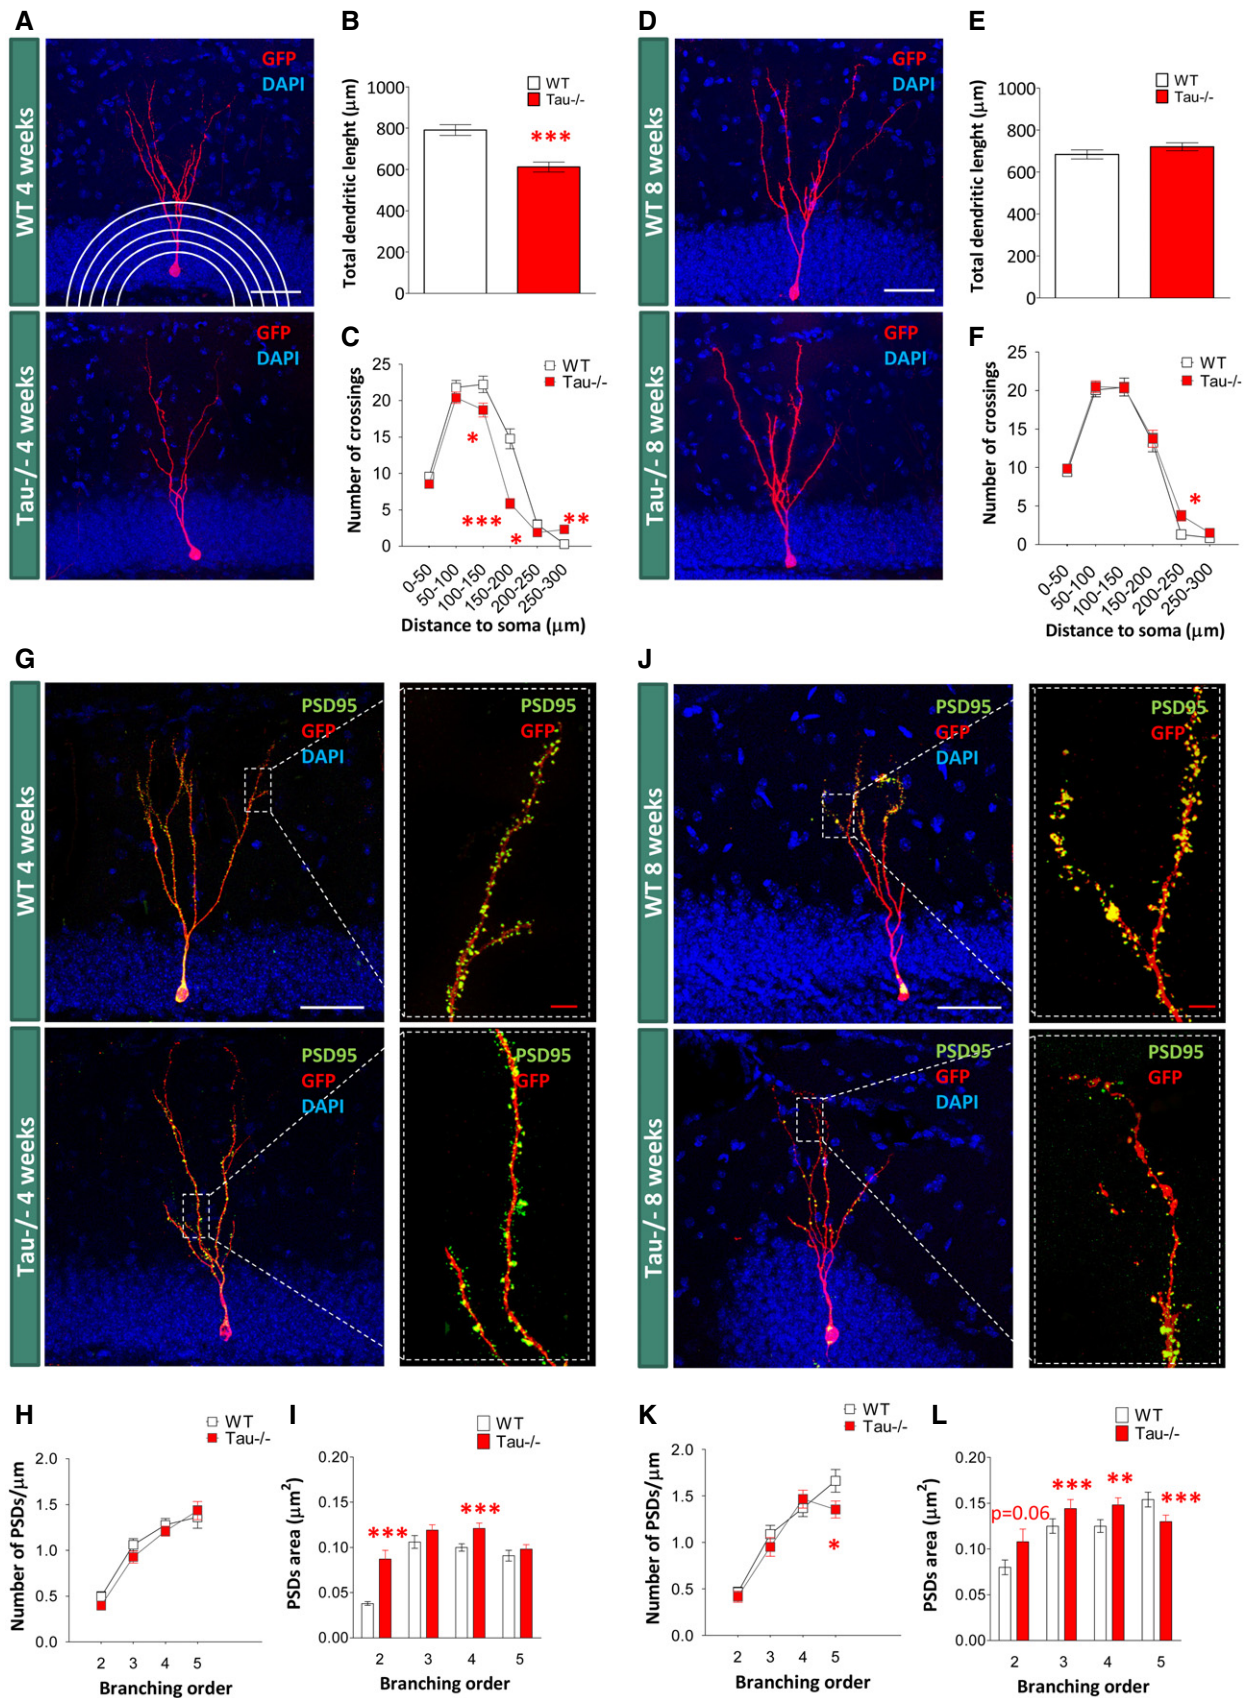 A
WT 4 weeks
GFP
DAPI
Tau-/- 4 weeks
GFP
DAPI
B
WT
Tau-/-
Total dendritic lenght (μm)
1000
800
600
400
200
0
***
C
WT
Tau-/-
Number of crossings
25
20
15
10
5
0
*
***
*
**
0-50
50-100
100-150
150-200
200-250
250-300
Distance to soma (μm)
D
WT 8 weeks
GFP
DAPI
Tau-/- 8 weeks
GFP
DAPI
E
WT
Tau-/-
Total dendritic lenght (μm)
1000
800
600
400
200
0
F
WT
Tau-/-
Number of crossings
25
20
15
10
5
0
*
0-50
50-100
100-150
150-200
200-250
250-300
Distance to soma (μm)
G
WT 4 weeks
PSD95
GFP
DAPI
PSD95
GFP
Tau-/- 4 weeks
PSD95
GFP
DAPI
PSD95
GFP
J
WT 8 weeks
PSD95
GFP
DAPI
PSD95
GFP
Tau-/- 8 weeks
PSD95
GFP
DAPI
PSD95
GFP
H
WT
Tau-/-
Number of PSDs/μm
2.0
1.5
1.0
0.5
0.0
2 3 4 5
Branching order
I
WT
Tau-/-
PSDs area (μm²)
0.20
0.15
0.10
0.05
0.00
***
***
2 3 4 5
Branching order
K
WT
Tau-/-
Number of PSDs/μm
2.0
1.5
1.0
0.5
0.0
*
2 3 4 5
Branching order
L
WT
Tau-/-
PSDs area (μm²)
0.20
0.15
0.10
0.05
0.00
p=0.06
***
**
***
2 3 4 5
Branching order